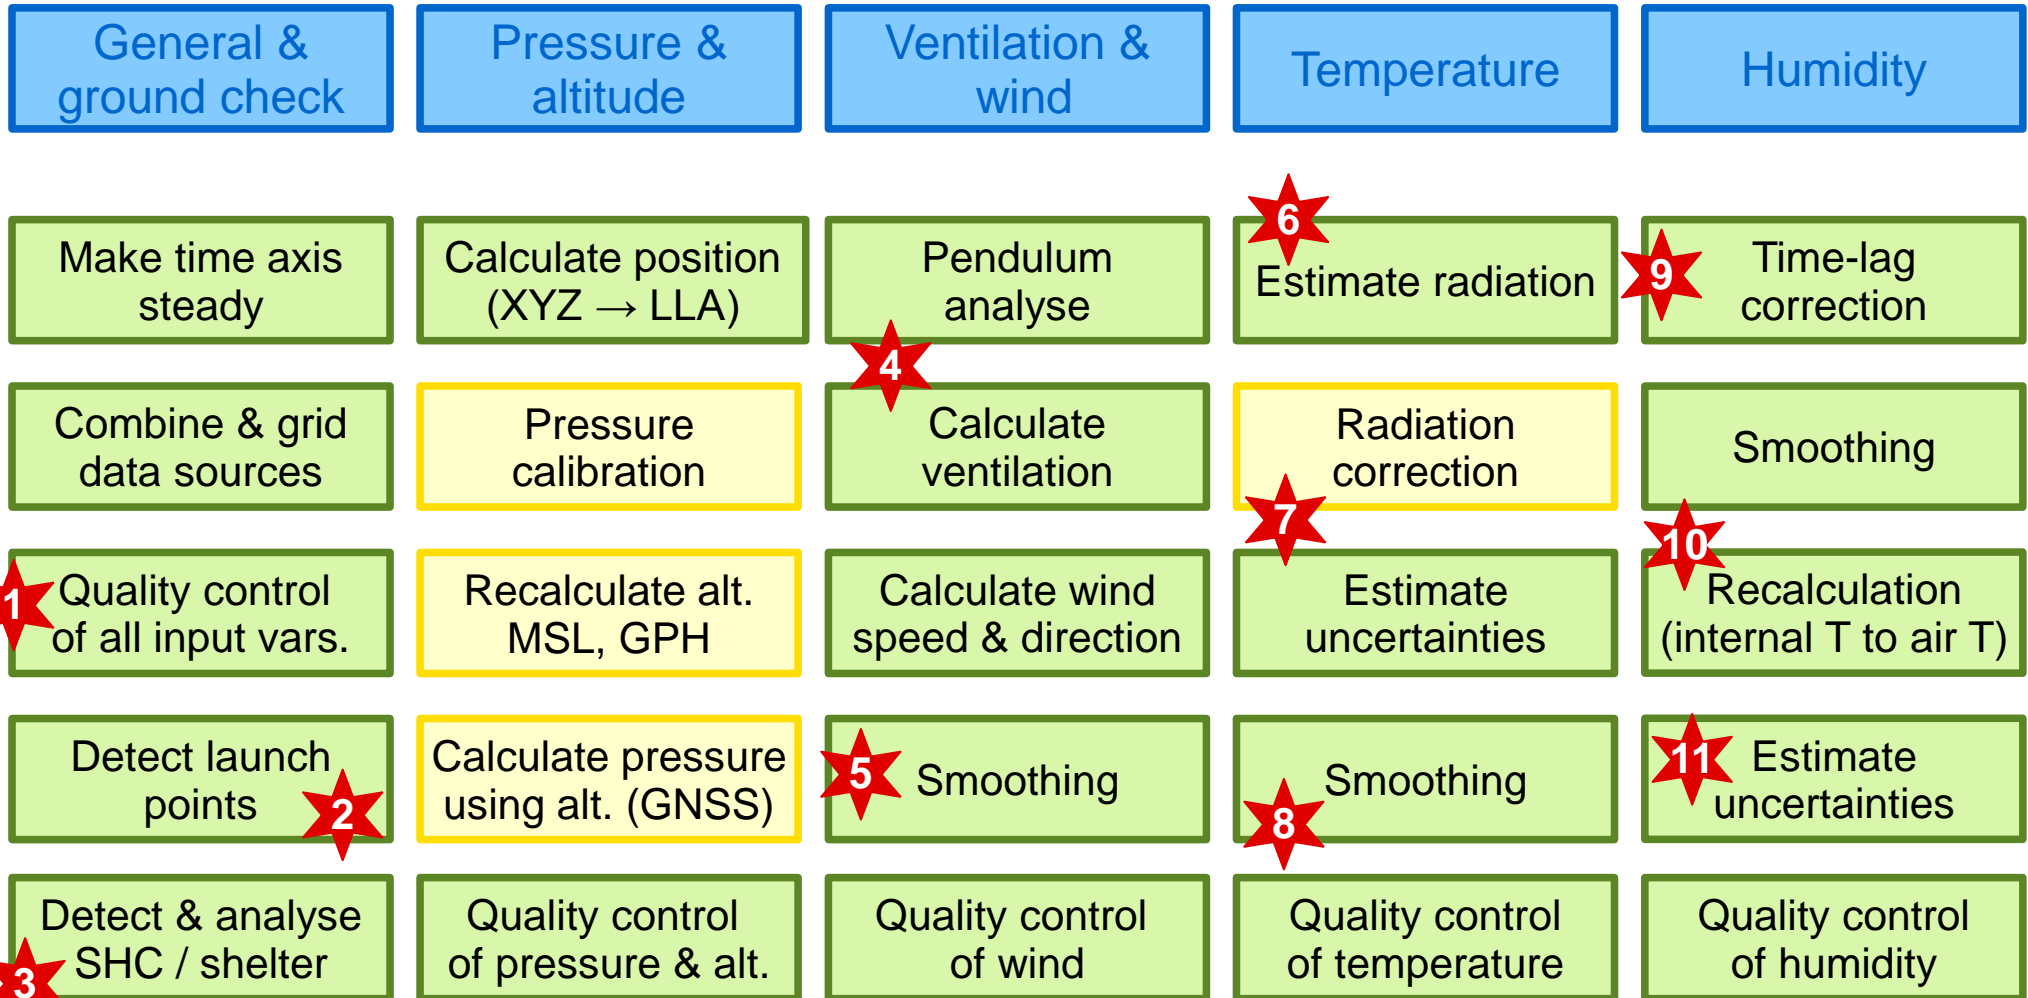 General &
ground check
Pressure &
altitude
Ventilation &
wind
Temperature
Humidity
Make time axis
steady
Calculate position
(XYZ → LLA)
Pendulum
analyse
6
Estimate radiation
9
Time-lag
correction
4
Combine & grid
data sources
Pressure
calibration
Calculate
ventilation
Radiation
correction
Smoothing
7
10
1
Quality control
of all input vars.
Recalculate alt.
MSL, GPH
Calculate wind
speed & direction
Estimate
uncertainties
Recalculation
(internal T to air T)
Detect launch
points
2
Calculate pressure
using alt. (GNSS)
5
Smoothing
Smoothing
8
11
Estimate
uncertainties
Detect & analyse
SHC / shelter
3
Quality control
of pressure & alt.
Quality control
of wind
Quality control
of temperature
Quality control
of humidity